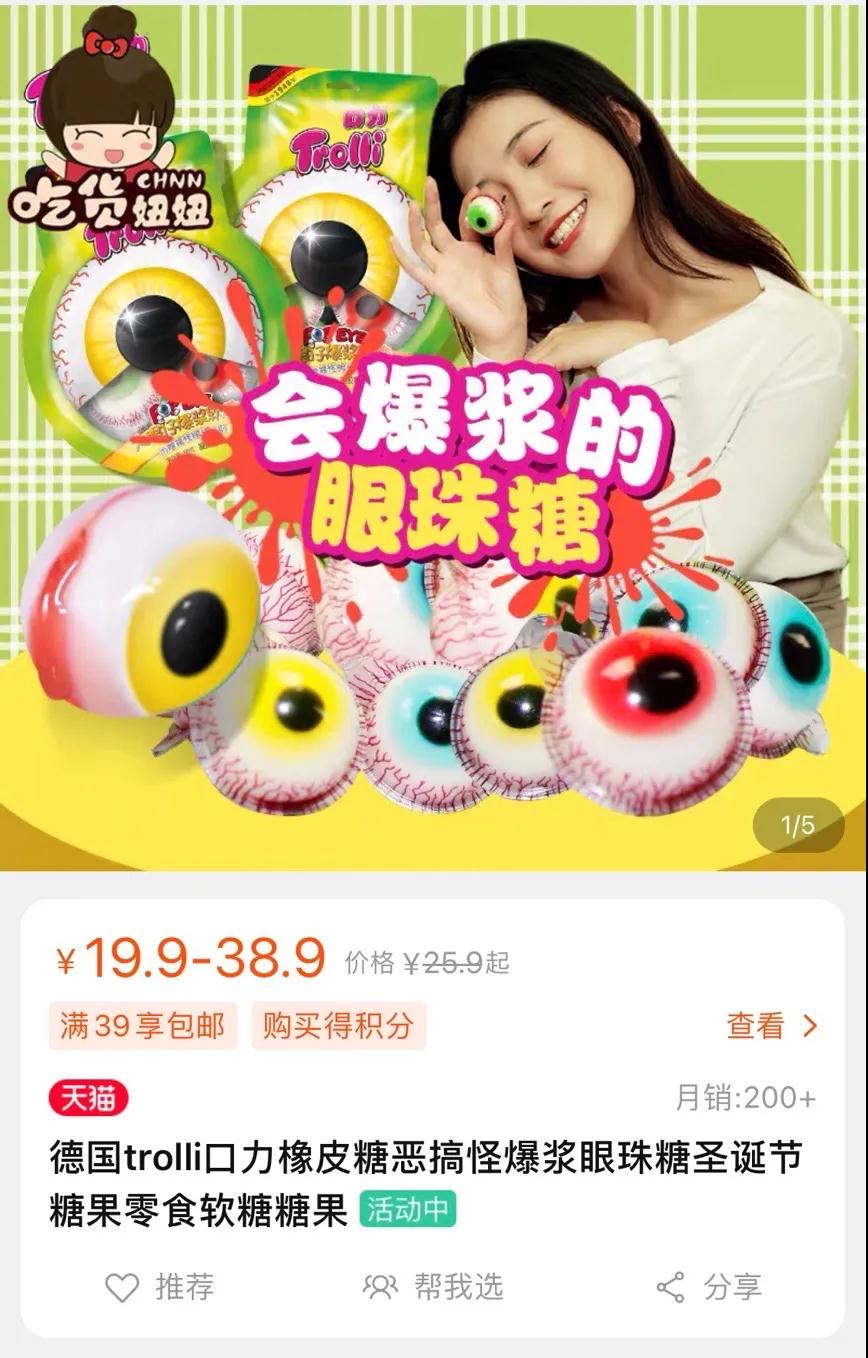 CHNN
吃货妞妞
口力
Trolli
会爆浆的
眼珠糖
1/5
¥19.9-38.9 价格 ¥25.9起
满39享包邮 购买得积分 查看
天猫 月销:200+
德国trolli口力橡皮糖恶搞怪爆浆眼珠糖圣诞节
糖果零食软糖糖果 活动中
推荐 帮我选 分享